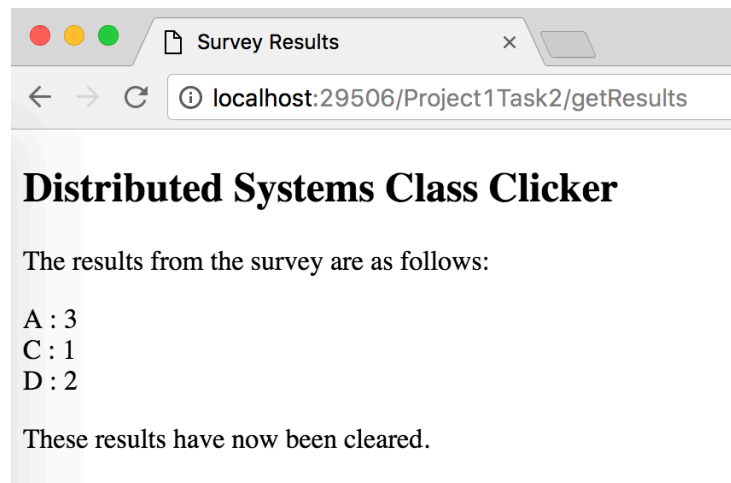 Survey Results
localhost:29506/Project1Task2/getResults
Distributed Systems Class Clicker
The results from the survey are as follows:
A : 3
C : 1
D : 2
These results have now been cleared.